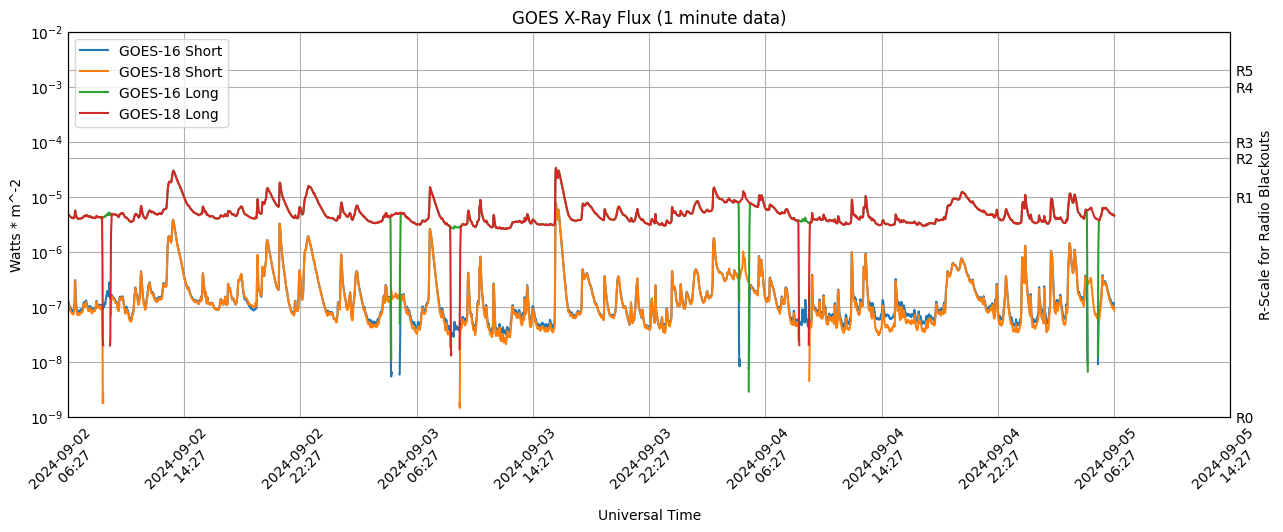 GOES X-Ray Flux (1 minute data)
GOES-16 Short
GOES-18 Short
GOES-16 Long
GOES-18 Long
Watts * m^-2
10⁻²
10⁻³
10⁻⁴
10⁻⁵
10⁻⁶
10⁻⁷
10⁻⁸
10⁻⁹
R5
R4
R3
R2
R1
R0
R-Scale for Radio Blackouts
2024-09-02
06:27
2024-09-02
14:27
2024-09-02
22:27
2024-09-03
06:27
2024-09-03
14:27
2024-09-03
22:27
2024-09-04
06:27
2024-09-04
14:27
2024-09-04
22:27
2024-09-05
06:27
2024-09-05
14:27
Universal Time